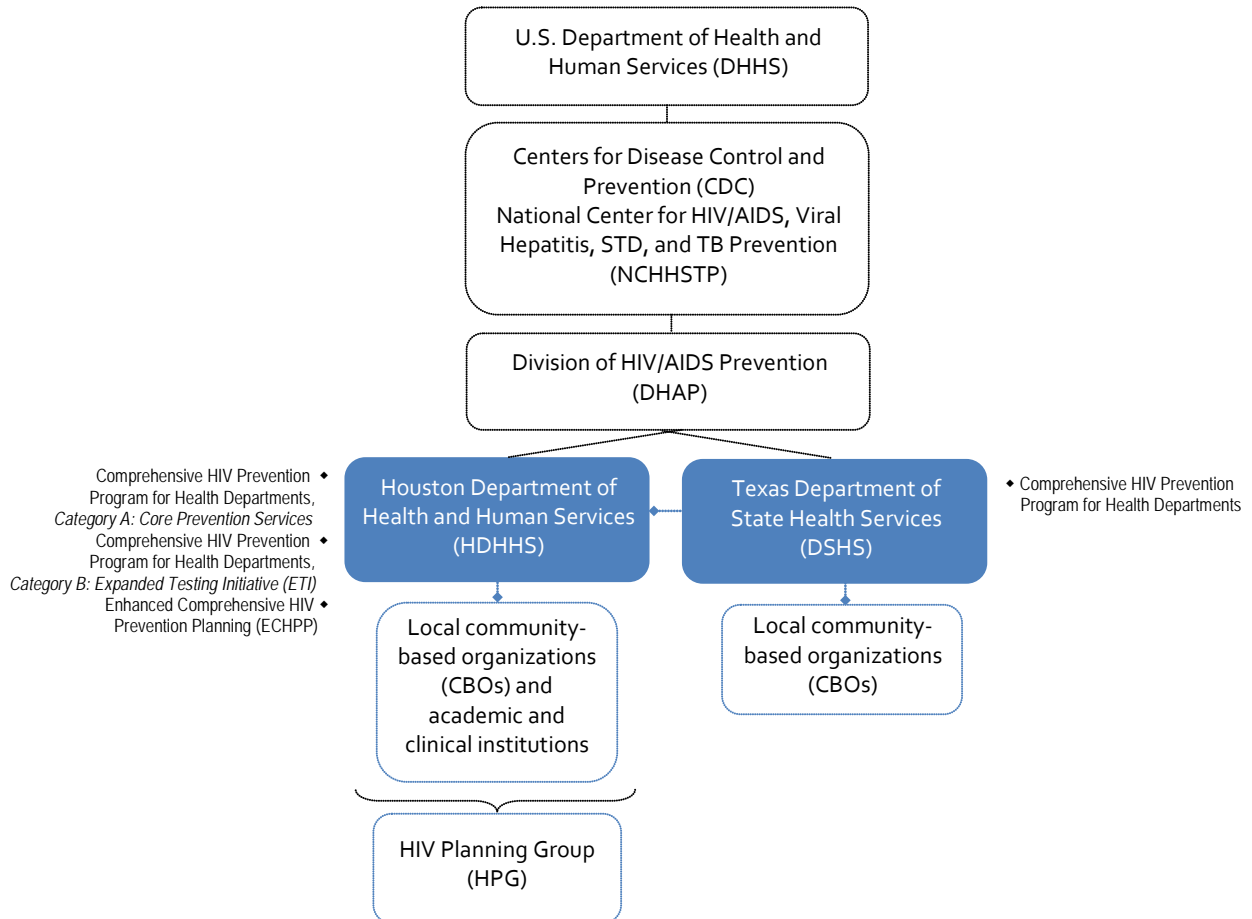 U.S. Department of Health and
Human Services (DHHS)
Centers for Disease Control and
Prevention (CDC)
National Center for HIV/AIDS, Viral
Hepatitis, STD, and TB Prevention
(NCHHSTP)
Division of HIV/AIDS Prevention
(DHAP)
Comprehensive HIV Prevention ◆
Program for Health Departments,
Category A: Core Prevention Services
Comprehensive HIV Prevention ◆
Program for Health Departments,
Category B: Expanded Testing Initiative (ETI)
Enhanced Comprehensive HIV ◆
Prevention Planning (ECHPP)
Houston Department of
Health and Human Services
(HDHHS)
Texas Department of
State Health Services
(DSHS)
◆ Comprehensive HIV Prevention
Program for Health Departments
Local community-
based organizations
(CBOs) and
academic and
clinical institutions
Local community-
based organizations
(CBOs)
HIV Planning Group
(HPG)